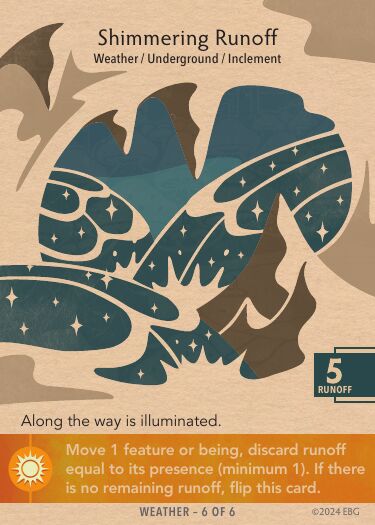 Shimmering Runoff
Weather / Underground / Inclement
5
RUNOFF
Along the way is illuminated.
Move 1 feature or being, discard runoff
equal to its presence (minimum 1). If there
is no remaining runoff, flip this card.
WEATHER – 6 OF 6
©2024 EBG